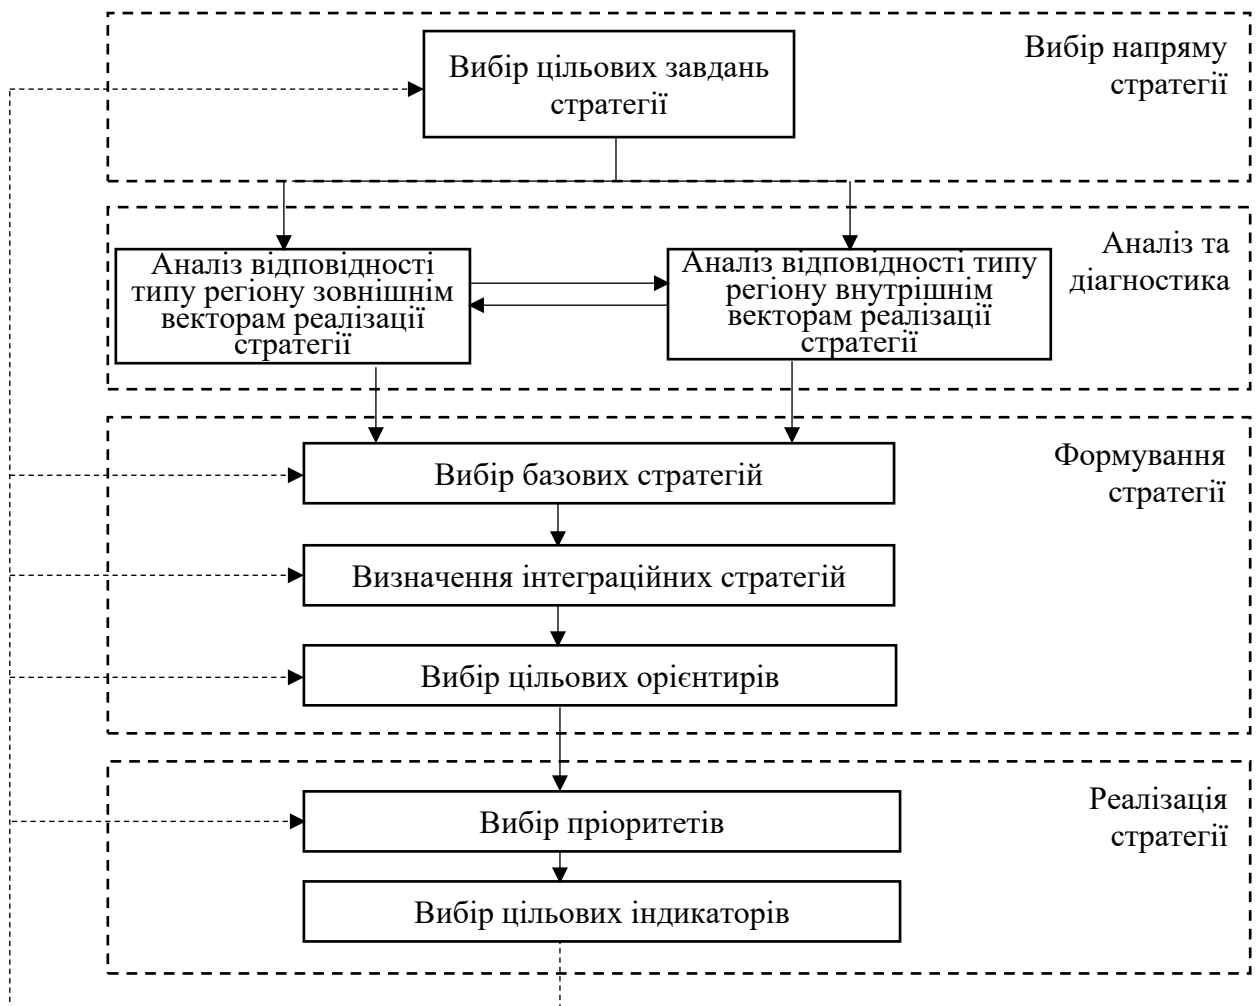 Вибір цільових завдань
стратегії
Вибір напряму
стратегії
Аналіз відповідності
типу регіону зовнішнім
векторам реалізації
стратегії
Аналіз відповідності типу
регіону внутрішнім
векторам реалізації
стратегії
Аналіз та
діагностика
Вибір базових стратегій
Формування
стратегії
Визначення інтеграційних стратегій
Вибір цільових орієнтирів
Вибір пріоритетів
Реалізація
стратегії
Вибір цільових індикаторів